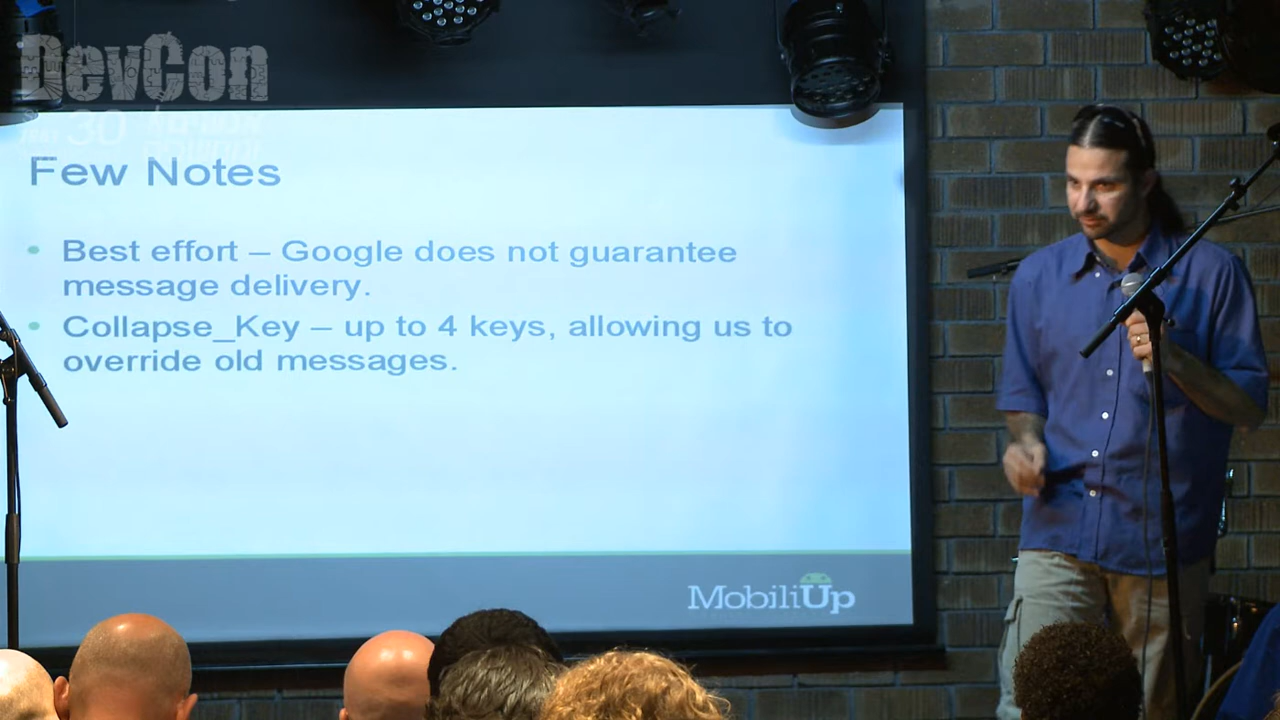 DevCon
30
Few Notes
Best effort – Google does not guarantee
message delivery.
Collapse_Key – up to 4 keys, allowing us to
override old messages.
MobiliUp